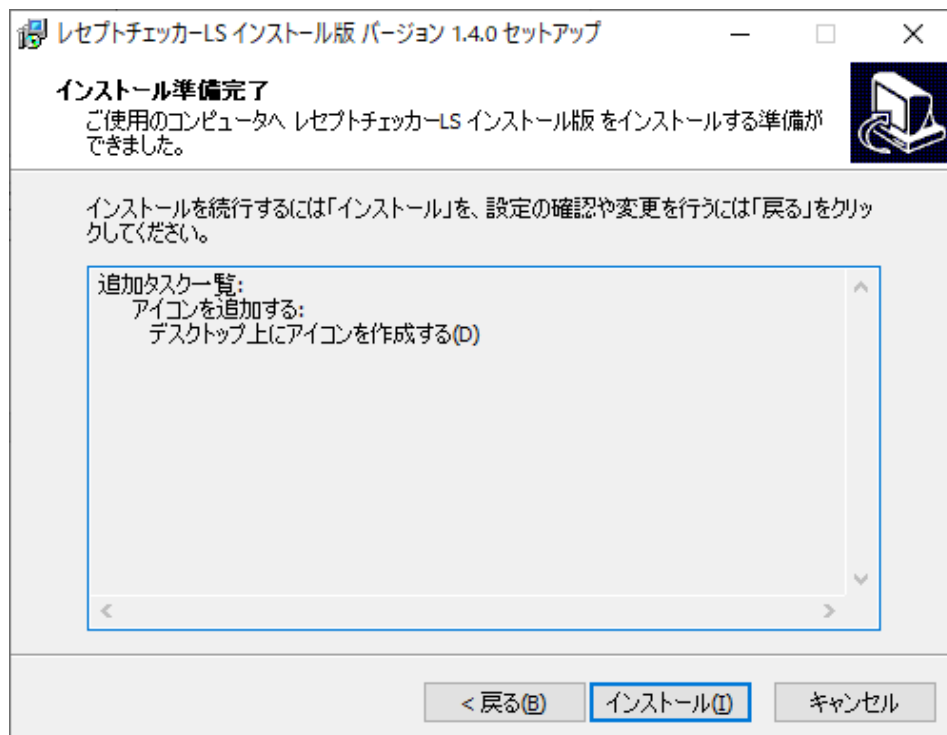 レセプトチェッカーLS インストール版 バージョン 1.4.0 セットアップ
インストール準備完了
ご使用のコンピュータへ レセプトチェッカーLS インストール版 をインストールする準備が
できました。
インストールを続行するには「インストール」を、設定の確認や変更を行うには「戻る」をクリッ
クしてください。
追加タスク一覧:
アイコンを追加する:
デスクトップ上にアイコンを作成する(D)
< 戻る(B)
インストール(I)
キャンセル